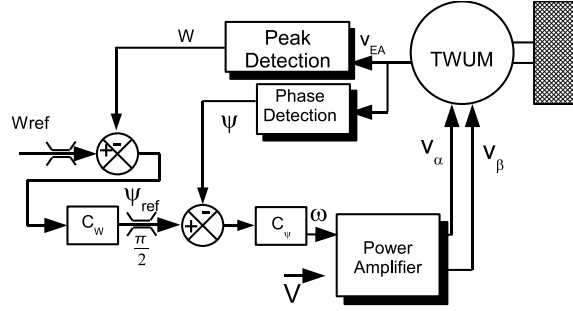 W
Peak
Detection
v_EA
TWUM
Phase
Detection
ψ
Wref
+ -
v_α
v_β
ψ_ref
C_W
π/2
+ -
C_ψ
ω
Power
Amplifier
V